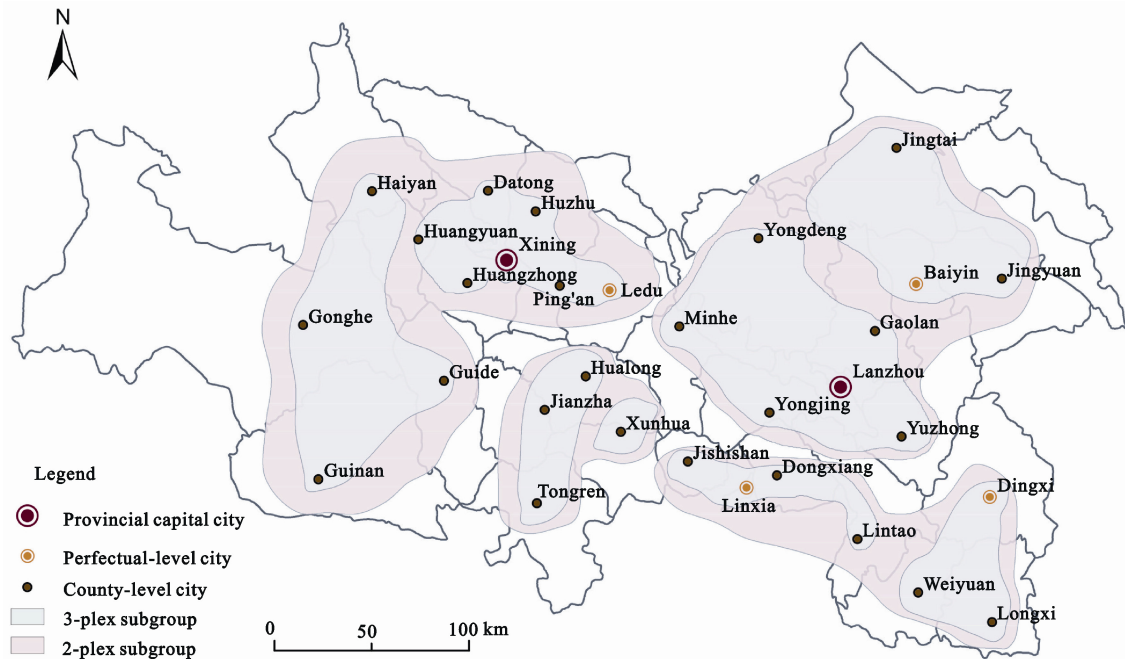 N
Jingtai
Haiyan
Datong
Huzhu
Huangyuan
Xining
Yongdeng
Huangzhong
Ping'an
Ledu
Baiyin
Jingyuan
Gonghe
Minhe
Gaolan
Guide
Hualong
Lanzhou
Jianzha
Xunhua
Yongjing
Yuzhong
Jishishan
Dongxiang
Guinan
Tongren
Linxia
Dingxi
Lintao
Weiyuan
Longxi
Legend
Provincial capital city
Perfectual-level city
County-level city
3-plex subgroup
2-plex subgroup
0 50 100 km